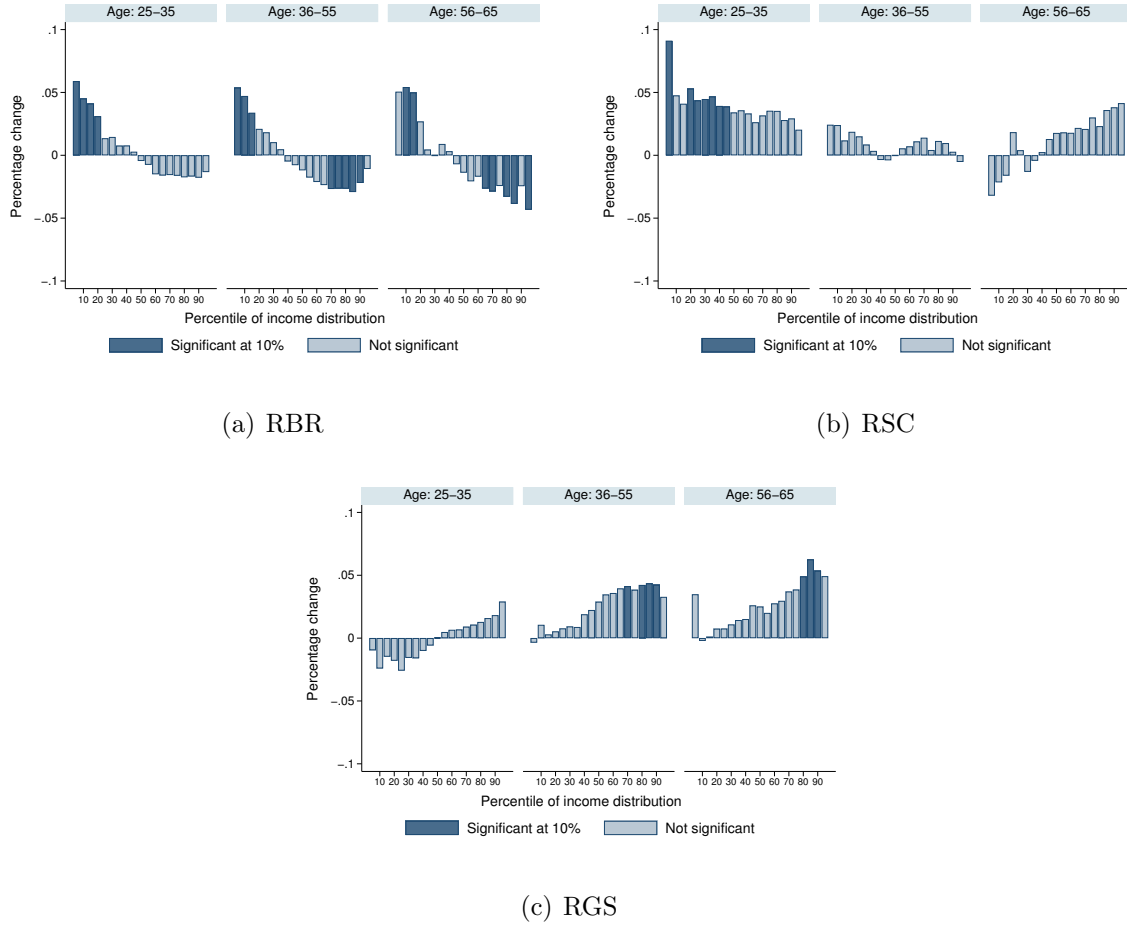 Age: 25−35 Age: 36−55 Age: 56−65
.1
.05
0
−.05
−.1
Percentage change
10 20 30 40 50 60 70 80 90 10 20 30 40 50 60 70 80 90 10 20 30 40 50 60 70 80 90
Percentile of income distribution
Significant at 10% Not significant
(a) RBR
Age: 25−35 Age: 36−55 Age: 56−65
.1
.05
0
−.05
−.1
Percentage change
10 20 30 40 50 60 70 80 90 10 20 30 40 50 60 70 80 90 10 20 30 40 50 60 70 80 90
Percentile of income distribution
Significant at 10% Not significant
(b) RSC
Age: 25−35 Age: 36−55 Age: 56−65
.1
.05
0
−.05
−.1
Percentage change
10 20 30 40 50 60 70 80 90 10 20 30 40 50 60 70 80 90 10 20 30 40 50 60 70 80 90
Percentile of income distribution
Significant at 10% Not significant
(c) RGS